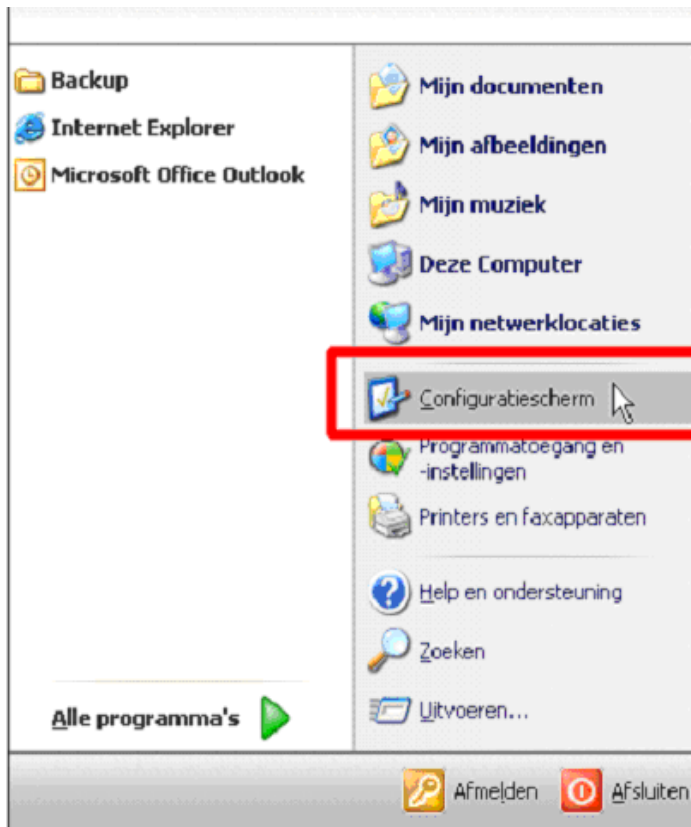 Backup
Internet Explorer
Microsoft Office Outlook
Alle programma's
Mijn documenten
Mijn afbeeldingen
Mijn muziek
Deze Computer
Mijn netwerklocaties
Configuratiescherm
Programmatoegang en
-instellingen
Printers en faxapparaten
Help en ondersteuning
Zoeken
Uitvoeren...
Afmelden
Afsluiten